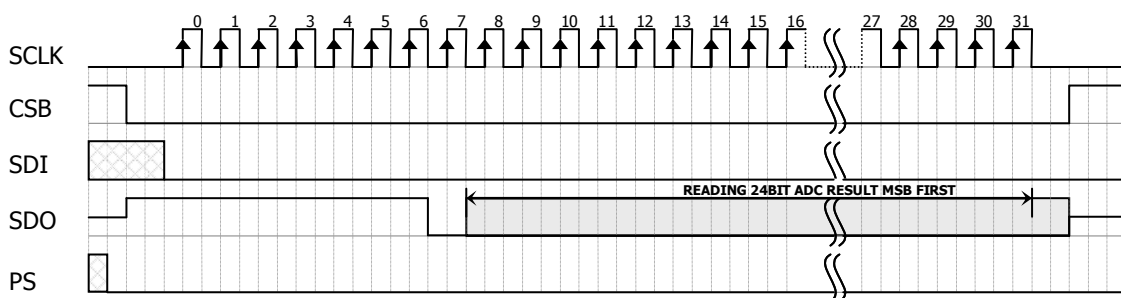 0 1 2 3 4 5 6 7 8 9 10 11 12 13 14 15 16 27 28 29 30 31
SCLK
CSB
SDI
READING 24BIT ADC RESULT MSB FIRST
SDO
PS